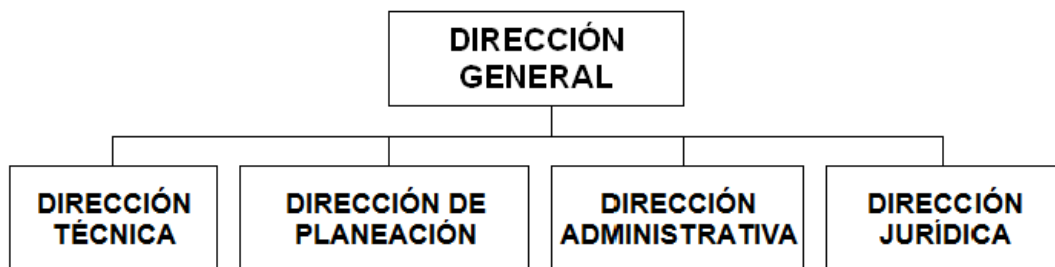 DIRECCIÓN
GENERAL
DIRECCIÓN
TÉCNICA
DIRECCIÓN DE
PLANEACIÓN
DIRECCIÓN
ADMINISTRATIVA
DIRECCIÓN
JURÍDICA